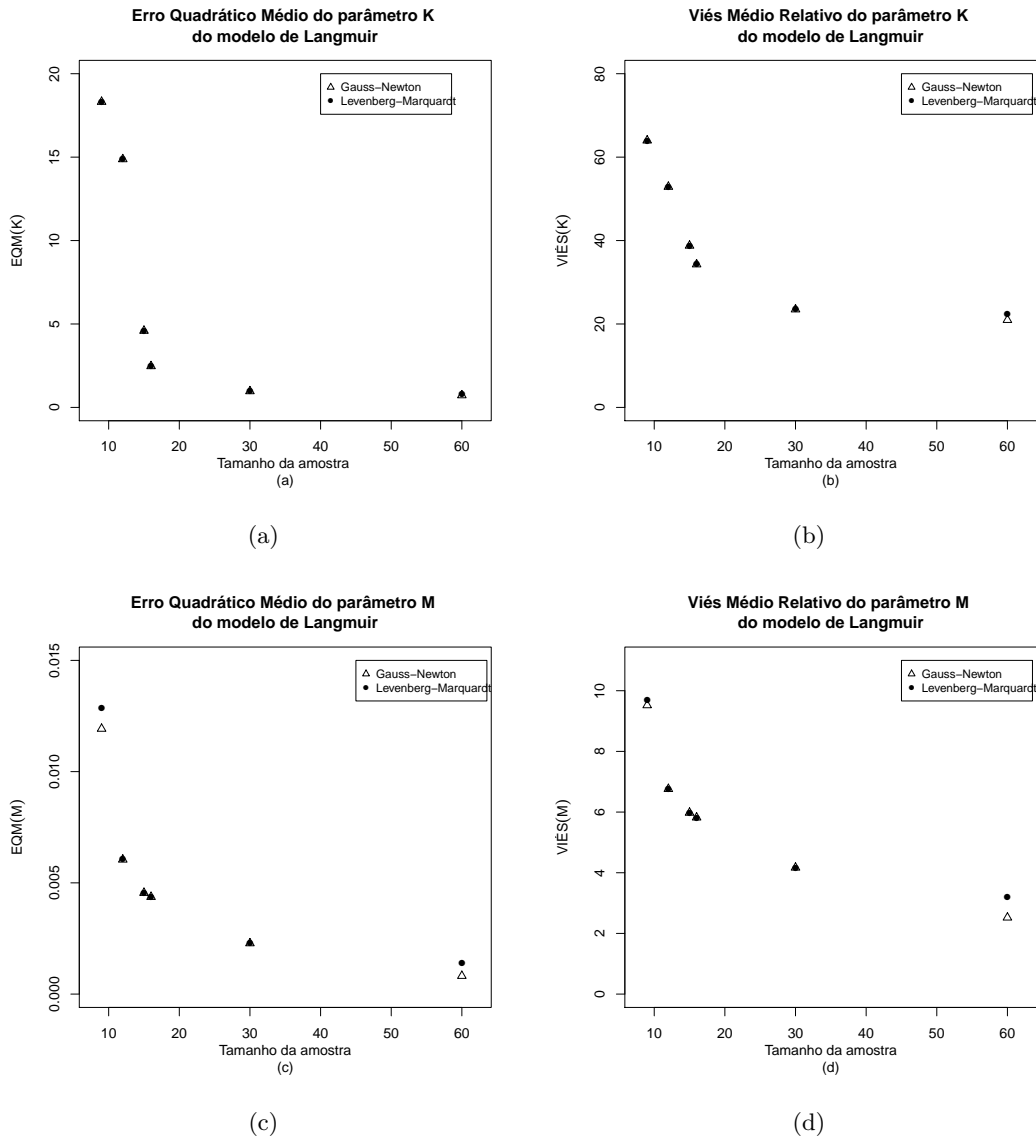 Erro Quadrático Médio do parâmetro K
do modelo de Langmuir
EQM(K)
20
15
10
5
0
Gauss−Newton
Levenberg−Marquardt
10 20 30 40 50 60
Tamanho da amostra
(a)
(a)
Viés Médio Relativo do parâmetro K
do modelo de Langmuir
VIÉS(K)
80
60
40
20
0
Gauss−Newton
Levenberg−Marquardt
10 20 30 40 50 60
Tamanho da amostra
(b)
(b)
Erro Quadrático Médio do parâmetro M
do modelo de Langmuir
EQM(M)
0.015
0.010
0.005
0.000
Gauss−Newton
Levenberg−Marquardt
10 20 30 40 50 60
Tamanho da amostra
(c)
(c)
Viés Médio Relativo do parâmetro M
do modelo de Langmuir
VIÉS(M)
10
8
6
4
2
0
Gauss−Newton
Levenberg−Marquardt
10 20 30 40 50 60
Tamanho da amostra
(d)
(d)